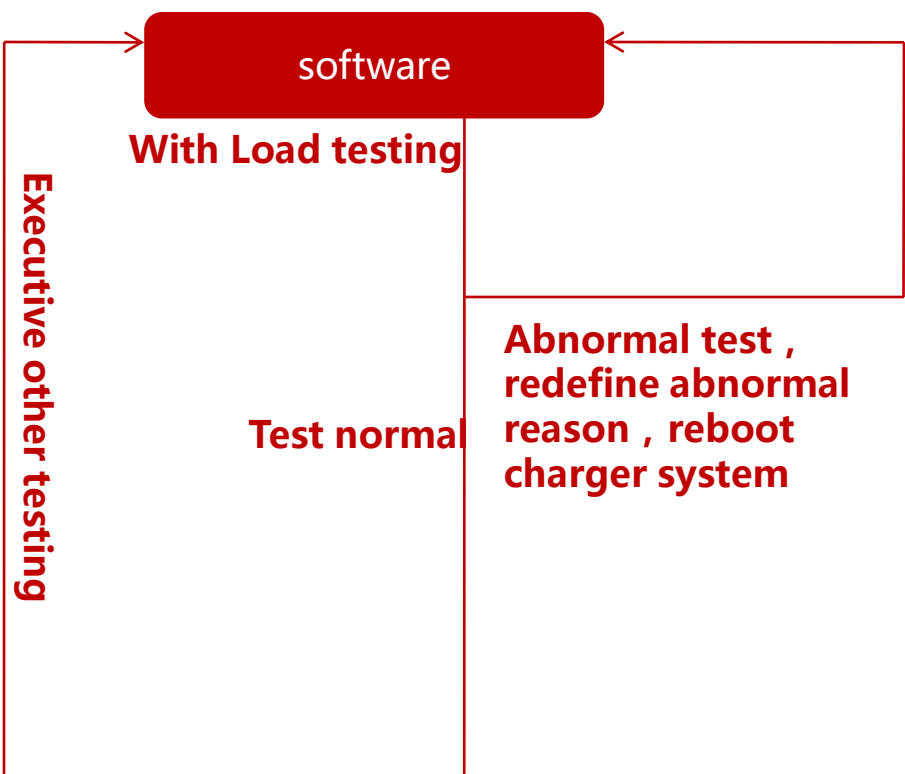 software
With Load testing
Executive other testing
Abnormal test，
redefine abnormal
reason，reboot
charger system
Test normal